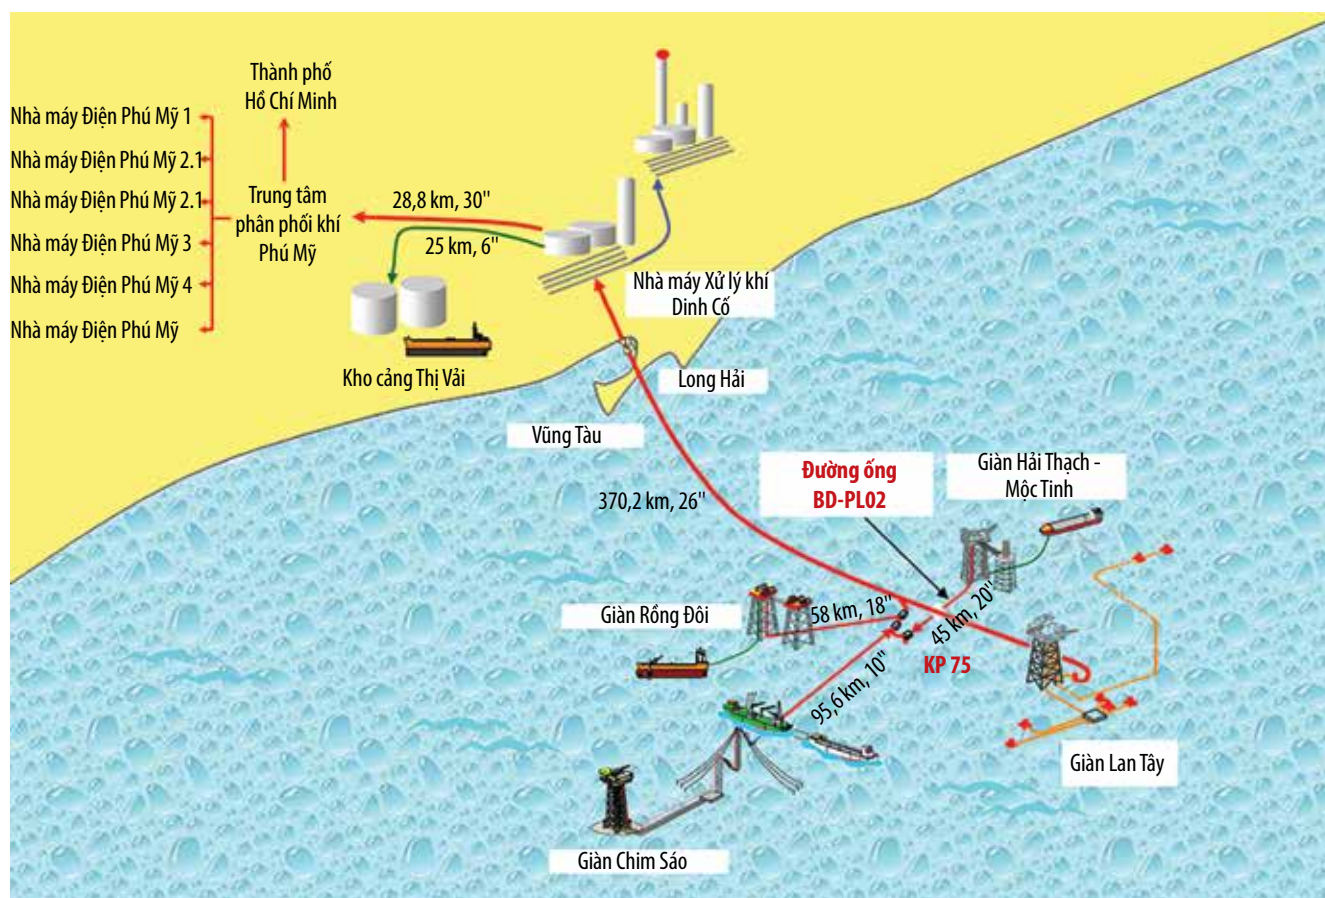 Thành phố
Hồ Chí Minh
Nhà máy Điện Phú Mỹ 1
Nhà máy Điện Phú Mỹ 2.1
Nhà máy Điện Phú Mỹ 2.1
Nhà máy Điện Phú Mỹ 3
Nhà máy Điện Phú Mỹ 4
Nhà máy Điện Phú Mỹ
Trung tâm
phân phối khí
Phú Mỹ
28,8 km, 30"
25 km, 6"
Nhà máy Xử lý khí
Dinh Cố
Kho cảng Thị Vải
Long Hải
Vũng Tàu
370,2 km, 26"
Đường ống
BD-PL02
Giàn Hải Thạch -
Mộc Tinh
Giàn Rồng Đôi
58 km, 18"
45 km, 20"
KP 75
95,6 km, 10"
Giàn Lan Tây
Giàn Chim Sáo